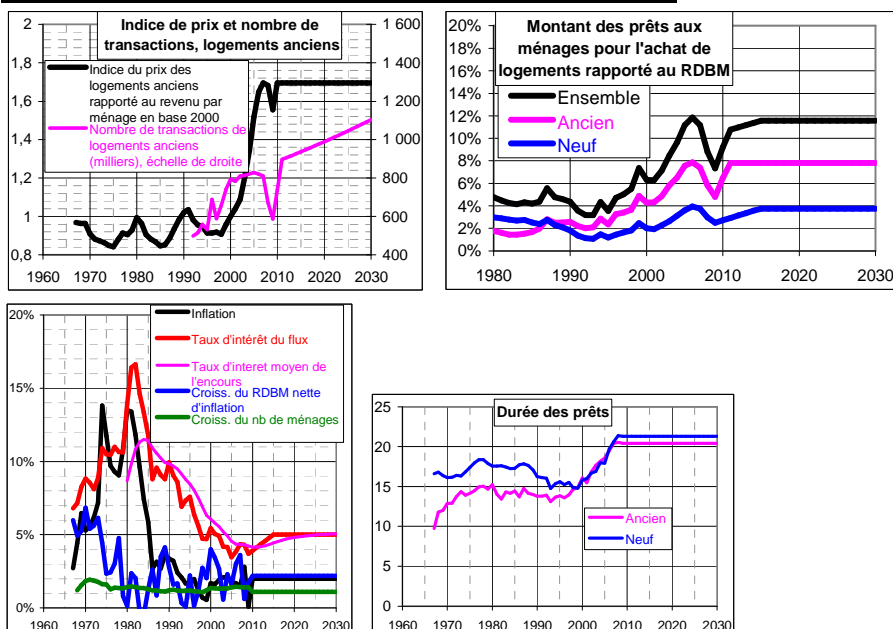 Indice de prix et nombre de
transactions, logements anciens
Indice du prix des
logements anciens
rapporté au revenu par
ménage en base 2000
Nombre de transactions de
logements anciens
(milliers), échelle de droite
2
1,8
1,6
1,4
1,2
1
0,8
1 600
1 400
1 200
1 000
800
600
400
1960 1970 1980 1990 2000 2010 2020 2030
Montant des prêts aux
ménages pour l'achat de
logements rapporté au RDBM
Ensemble
Ancien
Neuf
20%
18%
16%
14%
12%
10%
8%
6%
4%
2%
0%
1980 1990 2000 2010 2020 2030
Inflation
Taux d'intérêt du flux
Taux d'interet moyen de
l'encours
Croiss. du RDBM nette
d'inflation
Croiss. du nb de ménages
20%
15%
10%
5%
0%
1960 1970 1980 1990 2000 2010 2020 2030
Durée des prêts
Ancien
Neuf
25
20
15
10
5
0
1960 1970 1980 1990 2000 2010 2020 2030